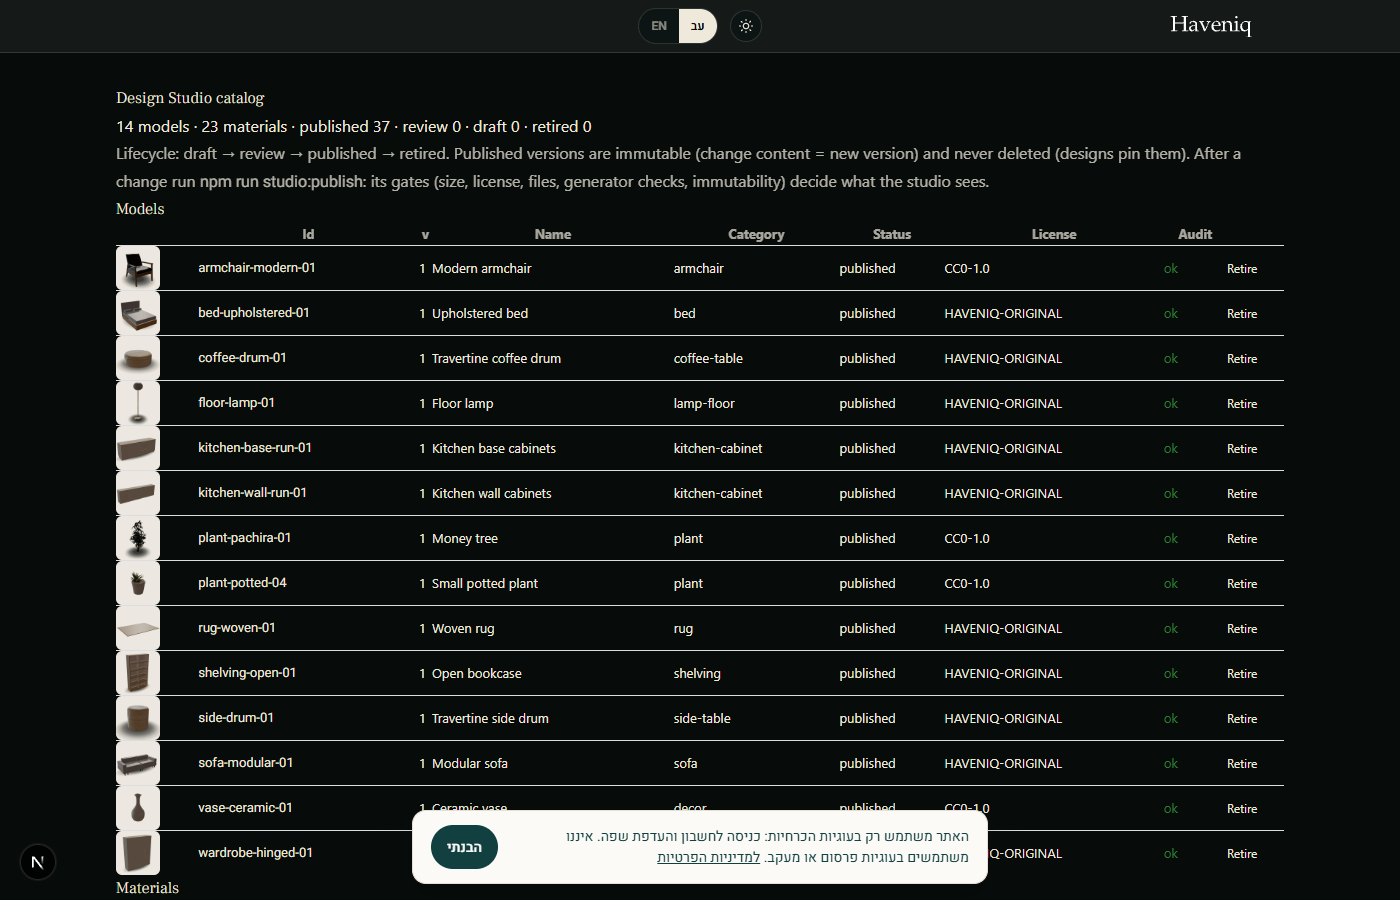 EN
עב
Haveniq
Design Studio catalog
14 models · 23 materials · published 37 · review 0 · draft 0 · retired 0
Lifecycle: draft → review → published → retired. Published versions are immutable (change content = new version) and never deleted (designs pin them). After a
change run npm run studio:publish: its gates (size, license, files, generator checks, immutability) decide what the studio sees.
Models
Id v Name Category Status License Audit
armchair-modern-01 1 Modern armchair armchair published CC0-1.0 ok Retire
bed-upholstered-01 1 Upholstered bed bed published HAVENIQ-ORIGINAL ok Retire
coffee-drum-01 1 Travertine coffee drum coffee-table published HAVENIQ-ORIGINAL ok Retire
floor-lamp-01 1 Floor lamp lamp-floor published HAVENIQ-ORIGINAL ok Retire
kitchen-base-run-01 1 Kitchen base cabinets kitchen-cabinet published HAVENIQ-ORIGINAL ok Retire
kitchen-wall-run-01 1 Kitchen wall cabinets kitchen-cabinet published HAVENIQ-ORIGINAL ok Retire
plant-pachira-01 1 Money tree plant published CC0-1.0 ok Retire
plant-potted-04 1 Small potted plant plant published CC0-1.0 ok Retire
rug-woven-01 1 Woven rug rug published HAVENIQ-ORIGINAL ok Retire
shelving-open-01 1 Open bookcase shelving published HAVENIQ-ORIGINAL ok Retire
side-drum-01 1 Travertine side drum side-table published HAVENIQ-ORIGINAL ok Retire
sofa-modular-01 1 Modular sofa sofa published HAVENIQ-ORIGINAL ok Retire
vase-ceramic-01 1 Ceramic vase decor published CC0-1.0 ok Retire
wardrobe-hinged-01 Q-ORIGINAL ok Retire
האתר משתמש רק בעוגיות הכרחיות: כניסה לחשבון והעדפת שפה. איננו
משתמשים בעוגיות פרסום או מעקב. למדיניות הפרטיות
הבנתי
N
Materials